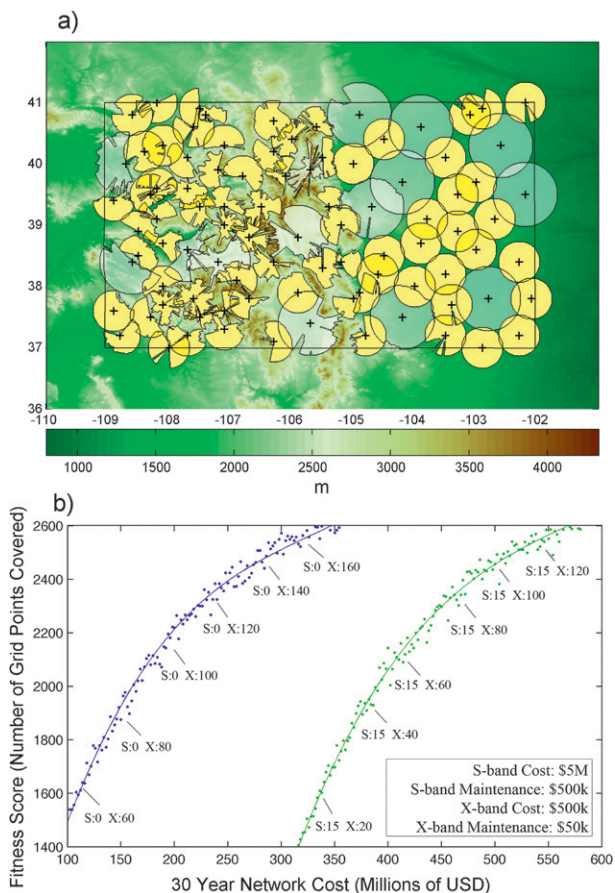 a)
41
40
39
38
37
36
-110
-109
-108
-107
-106
-105
-104
-103
-102
1000
1500
2000
2500
3000
3500
4000
m
b)
Fitness Score (Number of Grid Points Covered)
2600
2400
2200
2000
1800
1600
1400
S:0 X:160
S:0 X:140
S:0 X:120
S:0 X:100
S:0 X:80
S:0 X:60
S:15 X:120
S:15 X:100
S:15 X:80
S:15 X:60
S:15 X:40
S:15 X:20
S-band Cost: $5M
S-band Maintenance: $500k
X-band Cost: $500k
X-band Maintenance: $50k
100
150
200
250
300
350
400
450
500
550
600
30 Year Network Cost (Millions of USD)